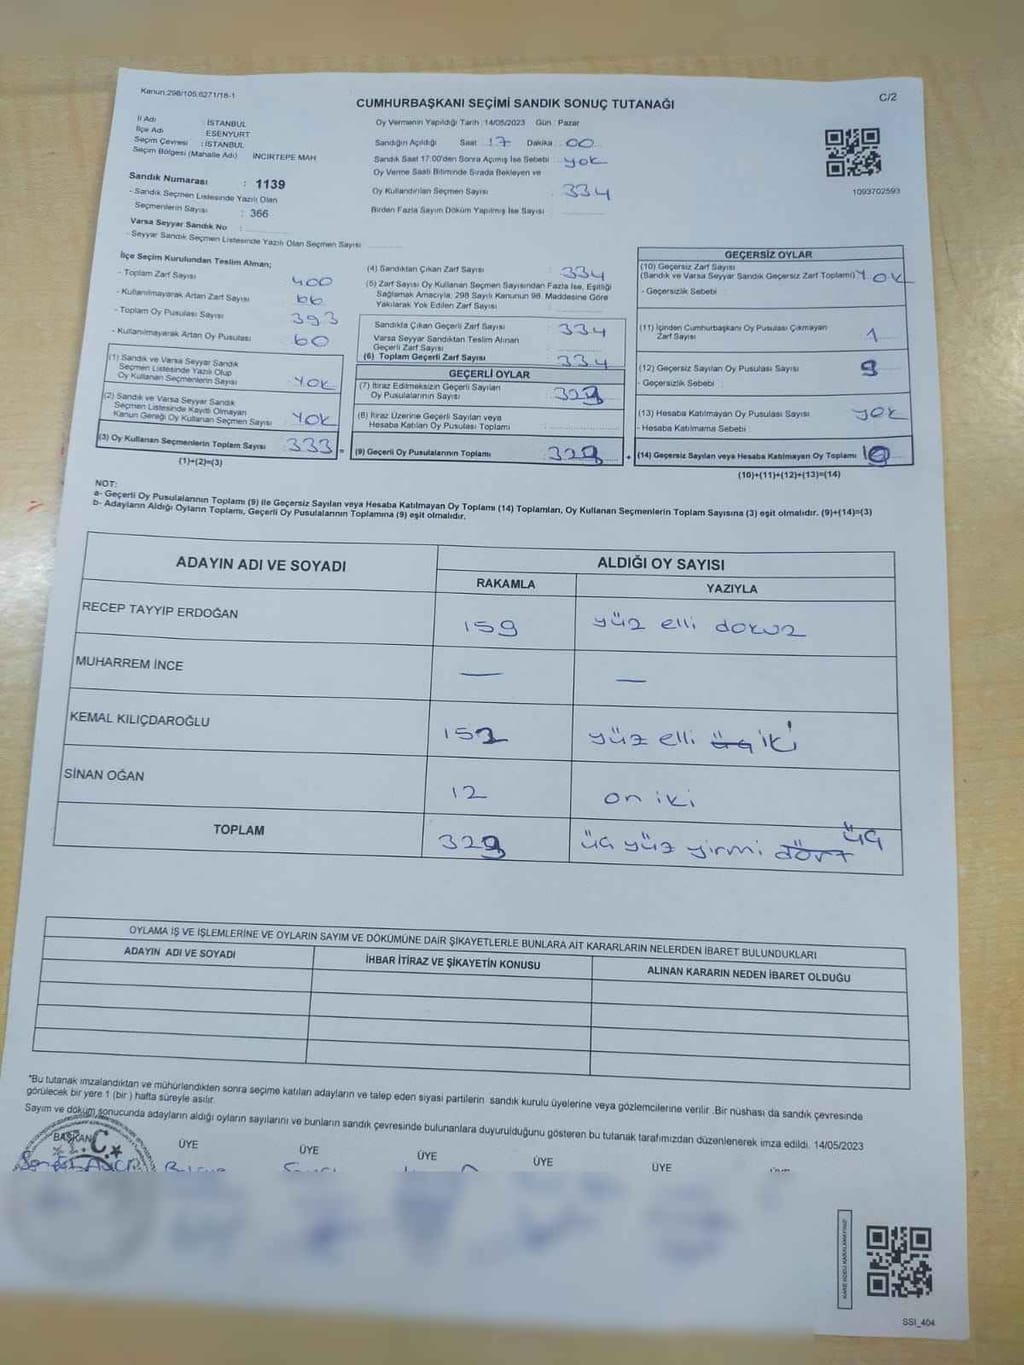 Kanun:298/105,6271/18-1
CUMHURBAŞKANI SEÇİMİ SANDIK SONUÇ TUTANAĞI
C/2
İl Adı : İSTANBUL
İlçe Adı : ESENYURT
Seçim Çevresi : İSTANBUL
Seçim Bölgesi (Mahalle Adı) : İNCİRTEPE MAH
Sandık Numarası : 1139
- Sandık Seçmen Listesinde Yazılı Olan
Seçmenlerin Sayısı : 366
Varsa Seyyar Sandık No :
- Seyyar Sandık Seçmen Listesinde Yazılı Olan Seçmen Sayısı
Oy Vermenin Yapıldığı Tarih :14/05/2023 Gün : Pazar
Sandığın Açıldığı Saat : 17 Dakika : 00
Sandık Saat 17:00'den Sonra Açımış İse Sebebi : yok
Oy Verme Saati Bitiminde Sırada Bekleyen ve
Oy Kullandırılan Seçmen Sayısı : 334
Birden Fazla Sayım Döküm Yapılmış İse Sayısı :
1093702593
İlçe Seçim Kurulundan Teslim Alınan;
- Toplam Zarf Sayısı : 400
- Kullanılmayarak Artan Zarf Sayısı : 66
- Toplam Oy Pusulası Sayısı : 393
- Kullanılmayarak Artan Oy Pusulası : 60
(1) Sandık ve Varsa Seyyar Sandık
Seçmen Listesinde Yazılı Olup
Oy Kullanan Seçmenlerin Sayısı : YOK
(2) Sandık ve Varsa Seyyar Sandık
Seçmen Listesinde Kayıtlı Olmayan
Kanun Gereği Oy Kullanan Seçmen Sayısı : YOK
(3) Oy Kullanan Seçmenlerin Toplam Sayısı : 333 =
(1)+(2)=(3)
(4) Sandıktan Çıkan Zarf Sayısı : 334
(5) Zarf Sayısı Oy Kullanan Seçmen Sayısından Fazla İse, Eşitliği
Sağlamak Amacıyla; 298 Sayılı Kanunun 98. Maddesine Göre
Yakılarak Yok Edilen Zarf Sayısı :
Sandıkta Çıkan Geçerli Zarf Sayısı : 334
Varsa Seyyar Sandıktan Teslim Alınan
Geçerli Zarf Sayısı :
(6) Toplam Geçerli Zarf Sayısı : 334
GEÇERLİ OYLAR
(7) İtiraz Edilmeksizin Geçerli Sayılan
Oy Pusulalarının Sayısı : 323
(8) İtiraz Üzerine Geçerli Sayılan veya
Hesaba Katılan Oy Pusulası Toplamı :
(9) Geçerli Oy Pusulalarının Toplamı : 323 +
GEÇERSİZ OYLAR
(10) Geçersiz Zarf Sayısı
(Sandık ve Varsa Seyyar Sandık Geçersiz Zarf Toplamı) YOK
- Geçersizlik Sebebi :
(11) İçinden Cumhurbaşkanı Oy Pusulası Çıkmayan
Zarf Sayısı : 1
(12) Geçersiz Sayılan Oy Pusulası Sayısı : 9
- Geçersizlik Sebebi :
(13) Hesaba Katılmayan Oy Pusulası Sayısı : yok
- Hesaba Katılmama Sebebi :
(14) Geçersiz Sayılan veya Hesaba Katılmayan Oy Toplamı : 10
(10)+(11)+(12)+(13)=(14)
NOT:
a- Geçerli Oy Pusulalarının Toplamı (9) ile Geçersiz Sayılan veya Hesaba Katılmayan Oy Toplamı (14) Toplamları, Oy Kullanan Seçmenlerin Toplam Sayısına (3) eşit olmalıdır. (9)+(14)=(3)
b- Adayların Aldığı Oyların Toplamı, Geçerli Oy Pusulalarının Toplamına (9) eşit olmalıdır.
ADAYIN ADI VE SOYADI
ALDIĞI OY SAYISI
RAKAMLA YAZIYLA
RECEP TAYYİP ERDOĞAN 159 yüz elli dokuz
MUHARREM İNCE — —
KEMAL KILIÇDAROĞLU 152 yüz elli üç iki
SİNAN OĞAN 12 on iki
TOPLAM 323 üç yüz yirmi dört üç
OYLAMA İŞ VE İŞLEMLERİNE VE OYLARIN SAYIM VE DÖKÜMÜNE DAİR ŞİKAYETLERLE BUNLARA AİT KARARLARIN NELERDEN İBARET BULUNDUKLARI
ADAYIN ADI VE SOYADI İHBAR İTİRAZ VE ŞİKAYETİN KONUSU ALINAN KARARIN NEDEN İBARET OLDUĞU
*Bu tutanak imzalandıktan ve mühürlendikten sonra seçime katılan adayların ve talep eden siyasi partilerin sandık kurulu üyelerine veya gözlemcilerine verilir .Bir nüshası da sandık çevresinde
görülecek bir yere 1 (bir ) hafta süreyle asılır.
Sayım ve döküm sonucunda adayların aldığı oyların sayılarını ve bunların sandık çevresinde bulunanlara duyurulduğunu gösteren bu tutanak tarafımızdan düzenlenerek imza edildi. 14/05/2023
BAŞKAN ÜYE ÜYE ÜYE ÜYE ÜYE
T.C.
KARE KODU KARALAMAYINIZ!
SSI_404